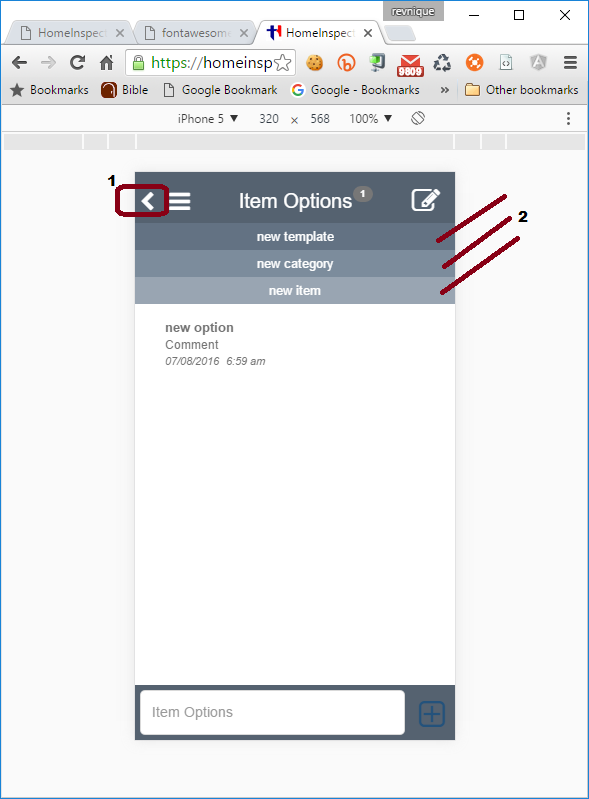 revnique
HomeInspect
fontawesome
HomeInspect
https://homeinsp
9809
Bookmarks
Bible
Google Bookmark
Google - Bookmarks
»
Other bookmarks
iPhone 5 ▼ 320 × 568 100% ▼
1
Item Options 1
new template
2
new category
new item
new option
Comment
07/08/2016 6:59 am
Item Options